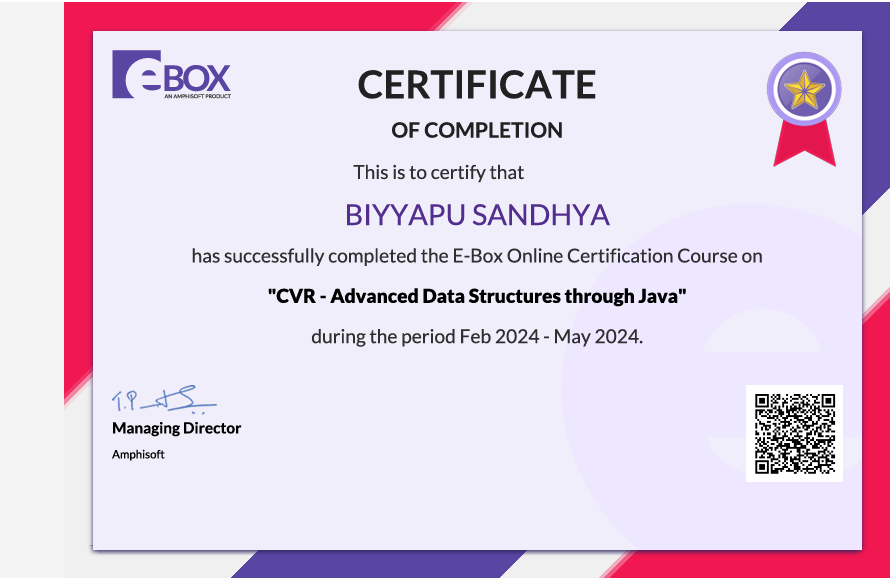 eBOX
AN AMPHISOFT PRODUCT
CERTIFICATE
OF COMPLETION
This is to certify that
BIYYAPU SANDHYA
has successfully completed the E-Box Online Certification Course on
"CVR - Advanced Data Structures through Java"
during the period Feb 2024 - May 2024.
Managing Director
Amphisoft